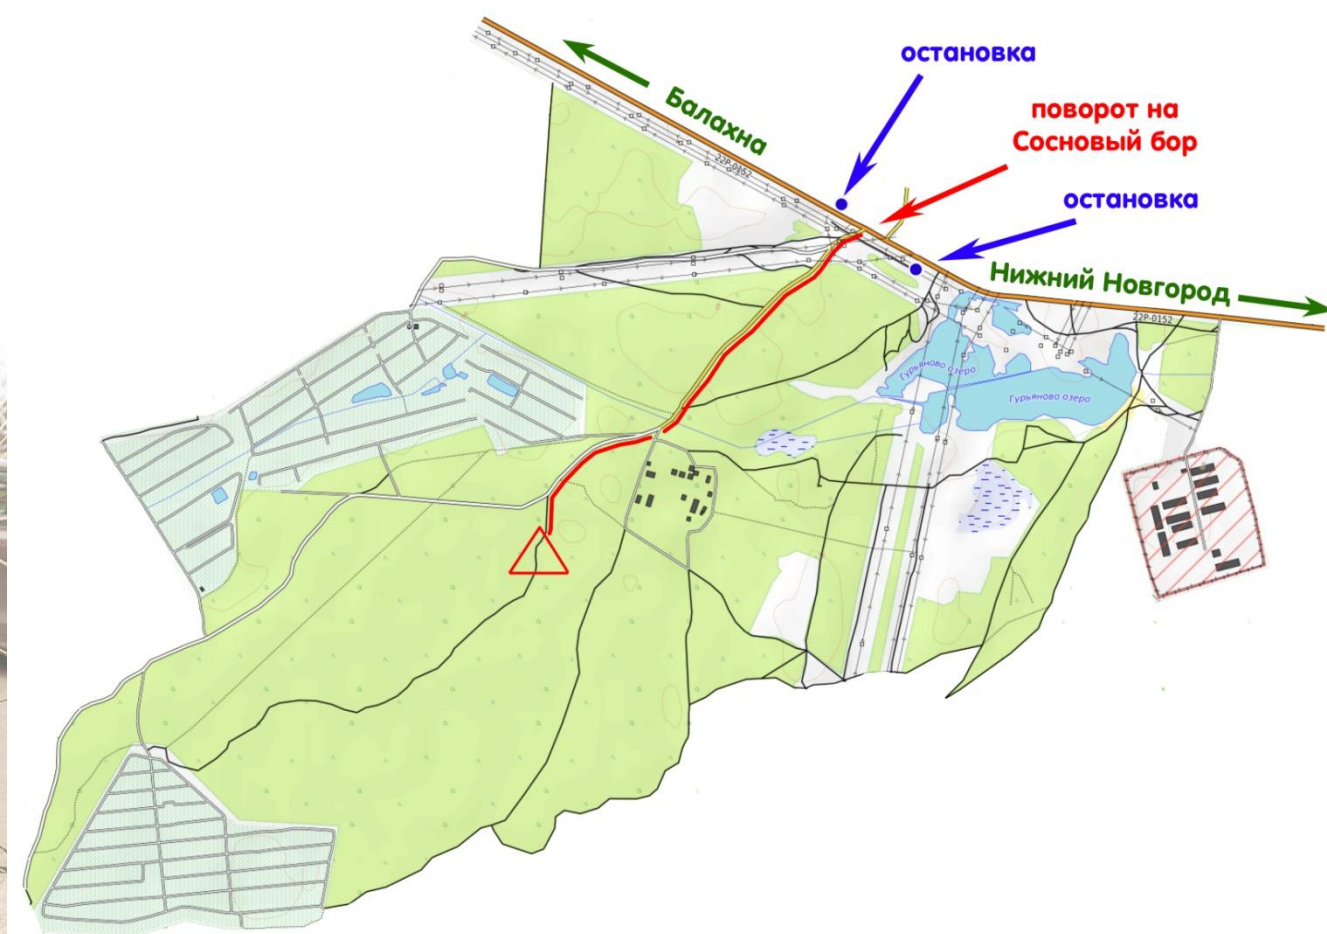 остановка
Балахна
поворот на
Сосновый бор
22Р-0152
остановка
Нижний Новгород
22Р-0152
Гурьяново озеро
Гурьяново озеро